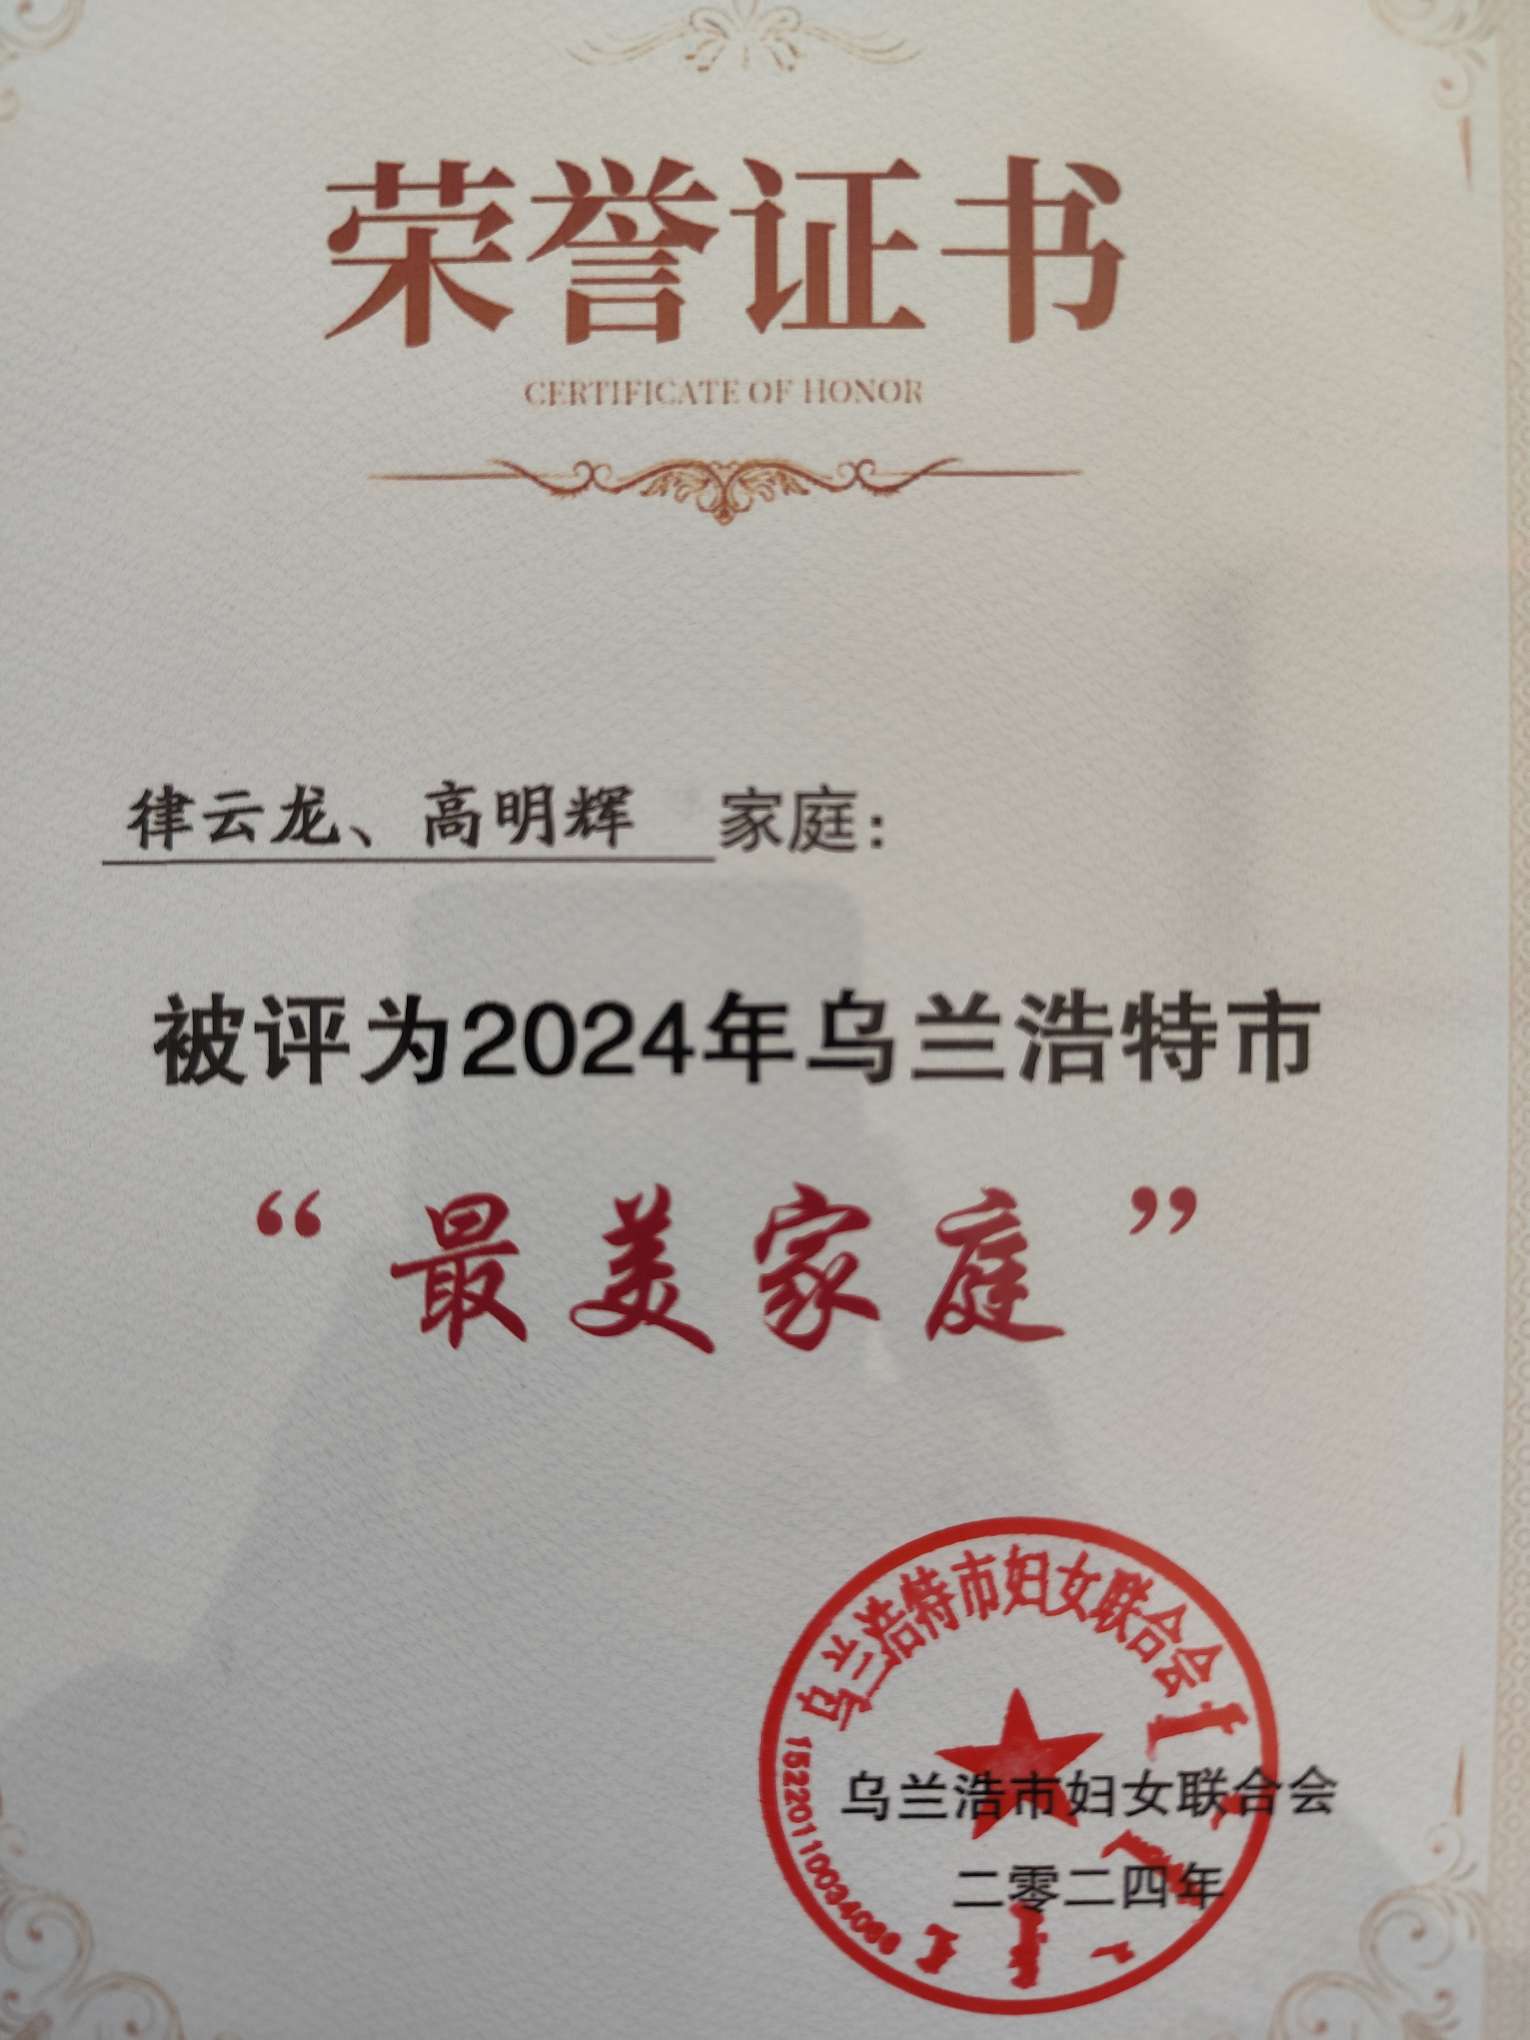 荣誉证书
CERTIFICATE OF HONOR
律云龙、高明辉 家庭：
被评为2024年乌兰浩特市
“最美家庭”
乌兰浩特市妇女联合会
乌兰浩市妇女联合会
二零二四年